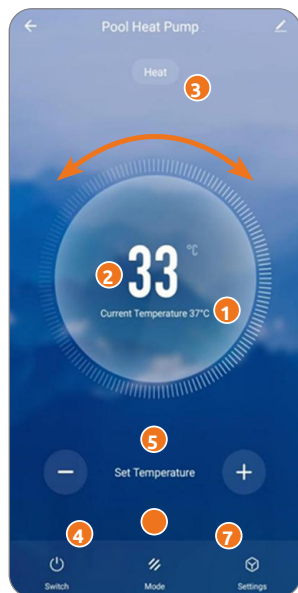 Pool Heat Pump
Heat
3
2
33 °C
Current Temperature 37°C
1
5
Set Temperature
4
7
Switch
Mode
Settings